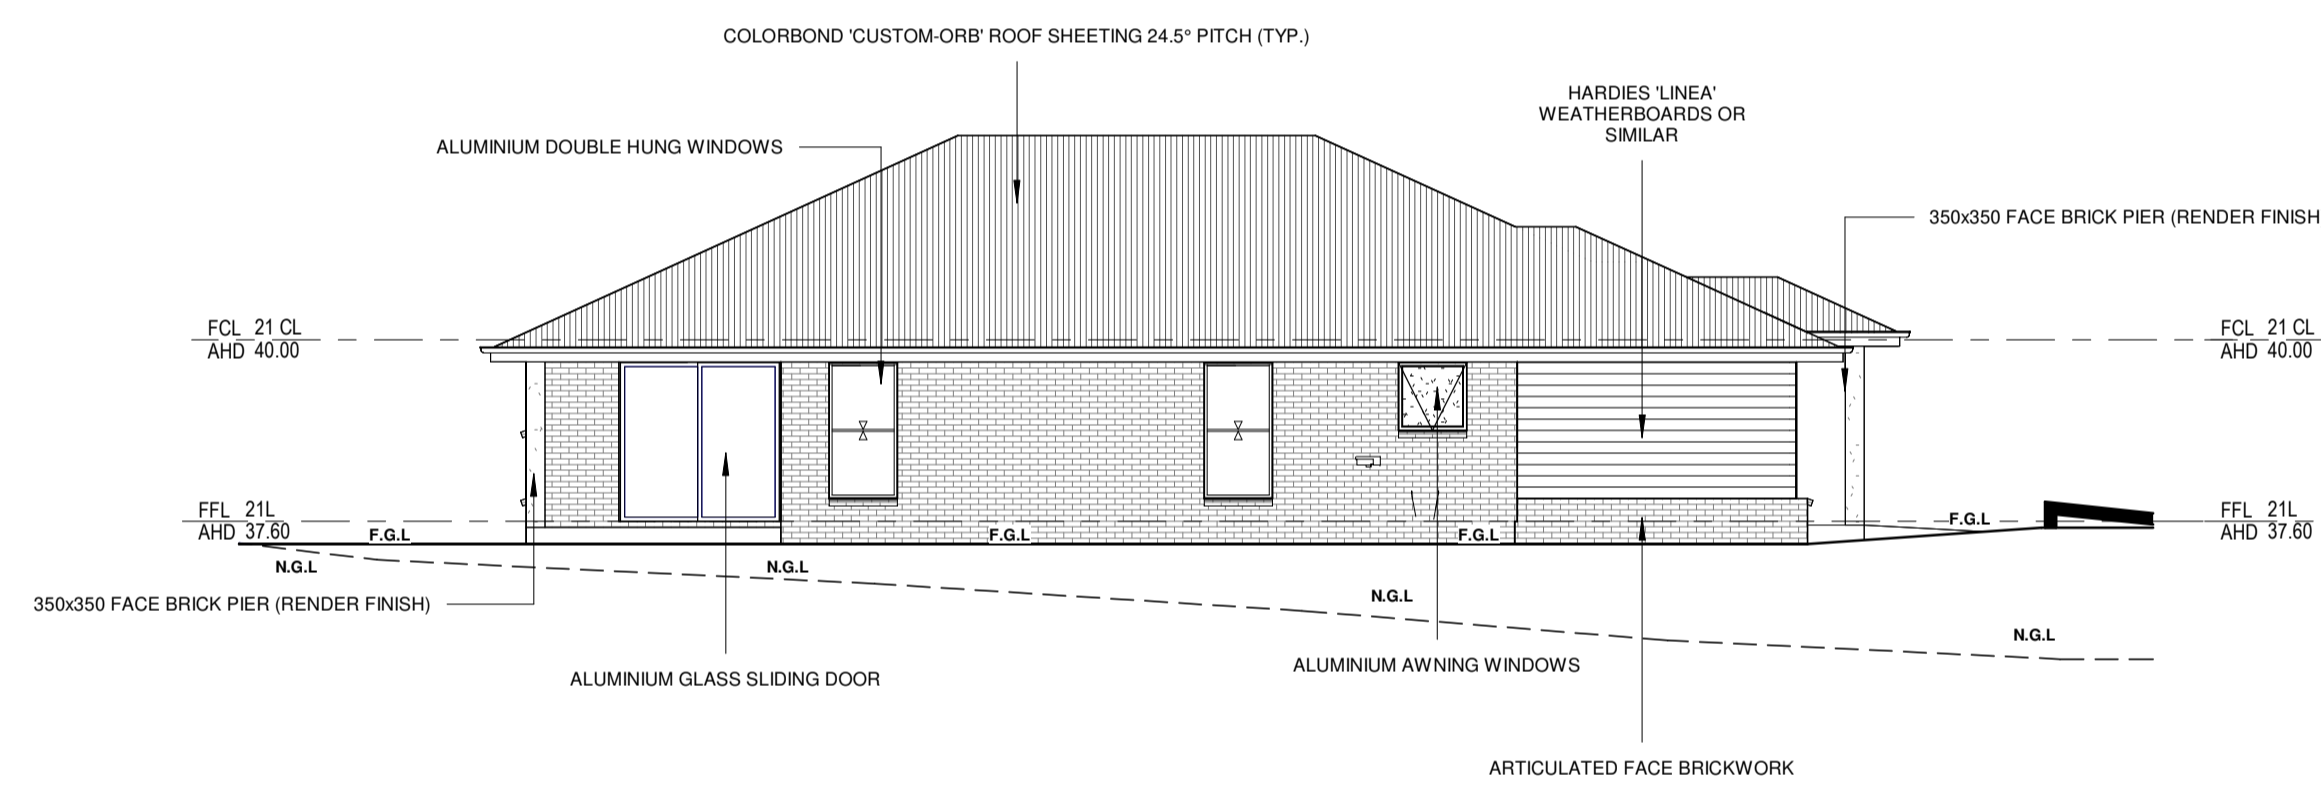 COLORBOND 'CUSTOM-ORB' ROOF SHEETING 24.5° PITCH (TYP.)
HARDIES 'LINEA'
WEATHERBOARDS OR
SIMILAR
ALUMINIUM DOUBLE HUNG WINDOWS
350x350 FACE BRICK PIER (RENDER FINISH
FCL 21 CL
AHD 40.00
FCL 21 CL
AHD 40.00
FFL 21L
AHD 37.60
FFL 21L
AHD 37.60
F.G.L
F.G.L
F.G.L
F.G.L
N.G.L
N.G.L
N.G.L
N.G.L
350x350 FACE BRICK PIER (RENDER FINISH)
ALUMINIUM GLASS SLIDING DOOR
ALUMINIUM AWNING WINDOWS
ARTICULATED FACE BRICKWORK